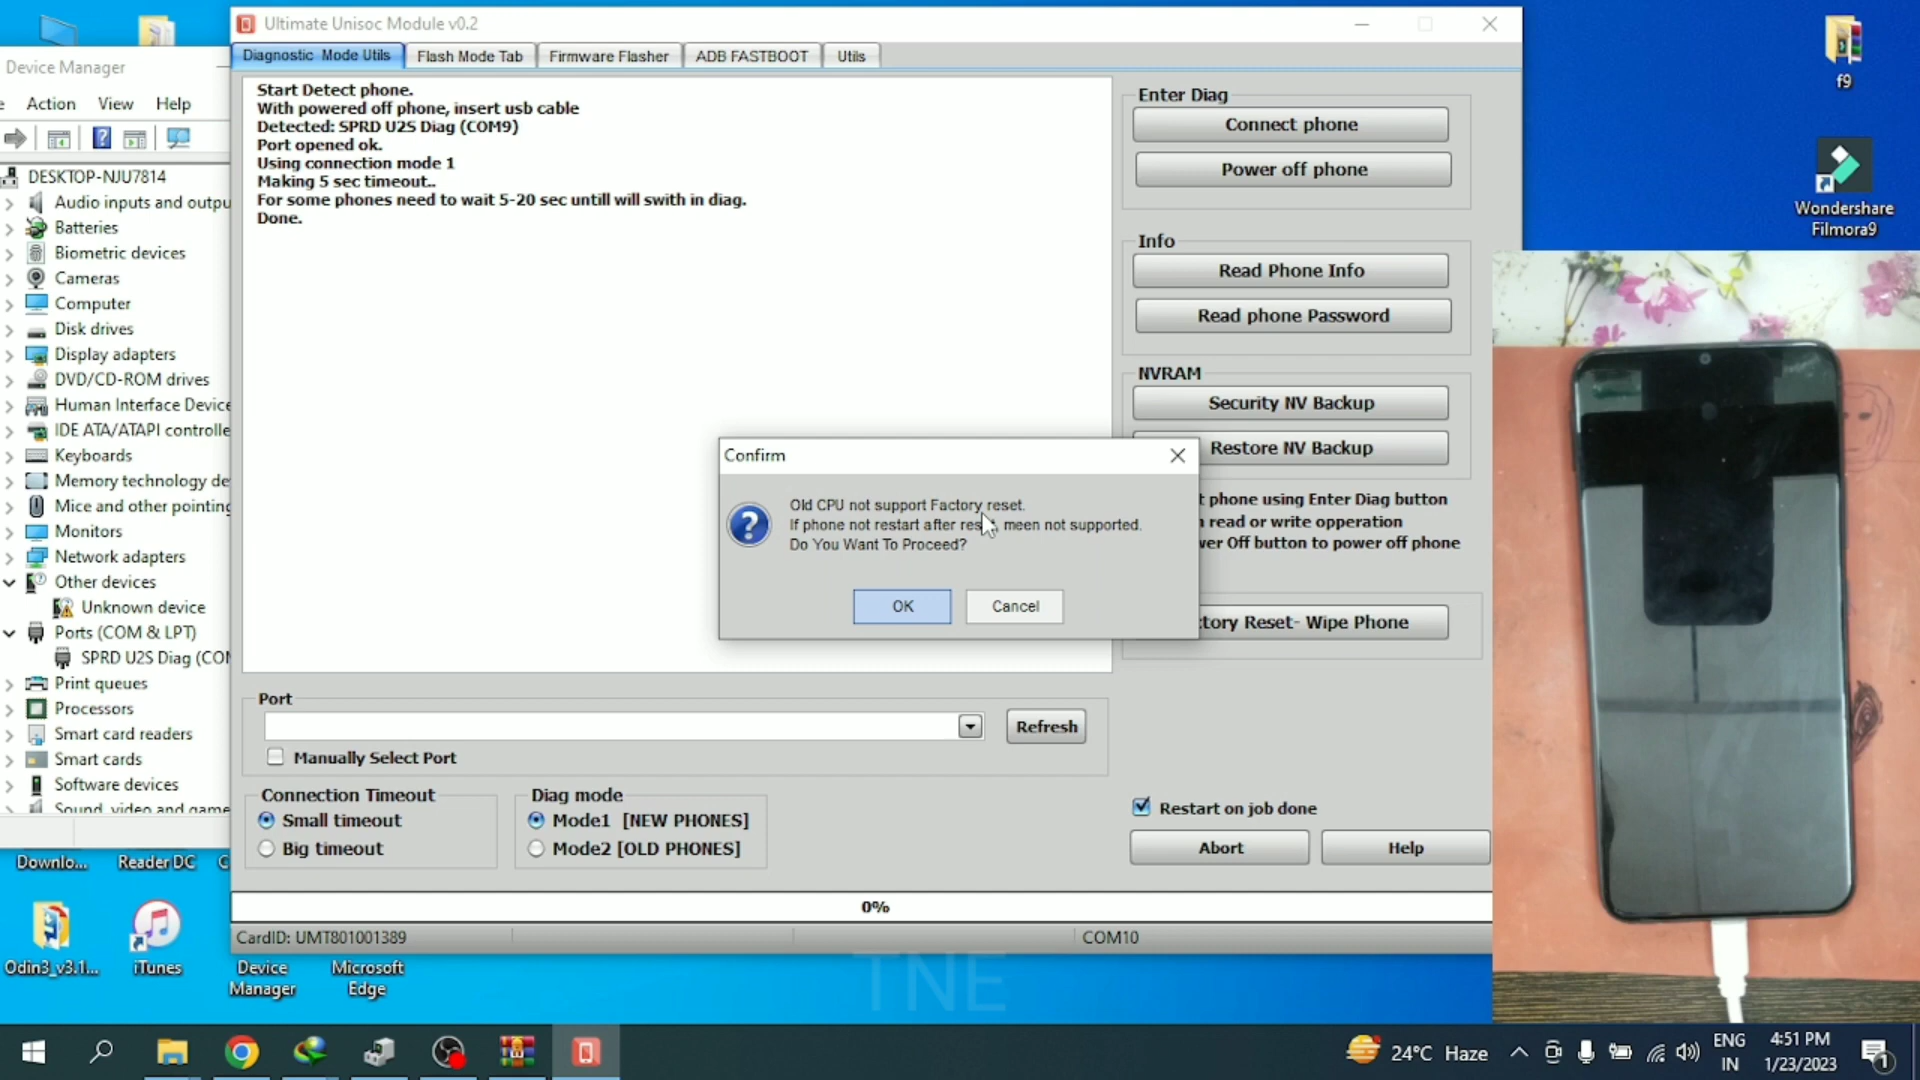 Ultimate Unisoc Module v0.2
Diagnostic Mode Utils
Flash Mode Tab
Firmware Flasher
ADB FASTBOOT
Utils
Device Manager
Action View Help
DESKTOP-NJU7814
Audio inputs and outpu
Batteries
Biometric devices
Cameras
Computer
Disk drives
Display adapters
DVD/CD-ROM drives
Human Interface Device
IDE ATA/ATAPI controlle
Keyboards
Memory technology de
Mice and other pointing
Monitors
Network adapters
Other devices
Unknown device
Ports (COM & LPT)
SPRD U2S Diag (CO
Print queues
Processors
Smart card readers
Smart cards
Software devices
Sound, video and game
Start Detect phone.
With powered off phone, insert usb cable
Detected: SPRD U2S Diag (COM9)
Port opened ok.
Using connection mode 1
Making 5 sec timeout..
For some phones need to wait 5-20 sec untill will swith in diag.
Done.
Enter Diag
Connect phone
Power off phone
Info
Read Phone Info
Read phone Password
NVRAM
Security NV Backup
Restore NV Backup
t phone using Enter Diag button
read or write opperation
ver Off button to power off phone
tory Reset- Wipe Phone
Confirm
Old CPU not support Factory reset.
If phone not restart after res, meen not supported.
Do You Want To Proceed?
OK
Cancel
Port
Refresh
Manually Select Port
Connection Timeout
Small timeout
Big timeout
Diag mode
Mode1 [NEW PHONES]
Mode2 [OLD PHONES]
Restart on job done
Abort
Help
0%
CardID: UMT801001389
COM10
TNE
f9
Wondershare
Filmora9
Downlo...
Reader DC
C
Odin3_v3.1...
iTunes
Device
Manager
Microsoft
Edge
24°C Haze
ENG
IN
4:51 PM
1/23/2023
1